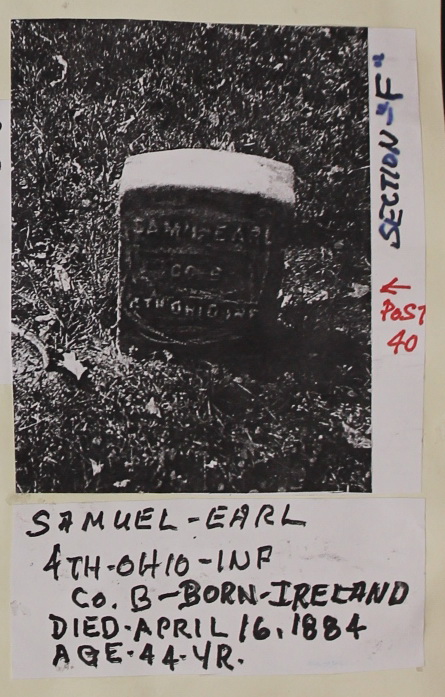 SECTION "F"
← POST
40
SAM'L EARL
CO. B
4TH OHIO INF
SAMUEL-EARL
4TH-OHIO-INF
CO. B-BORN-IRELAND
DIED-APRIL 16, 1884
AGE-44-YR.